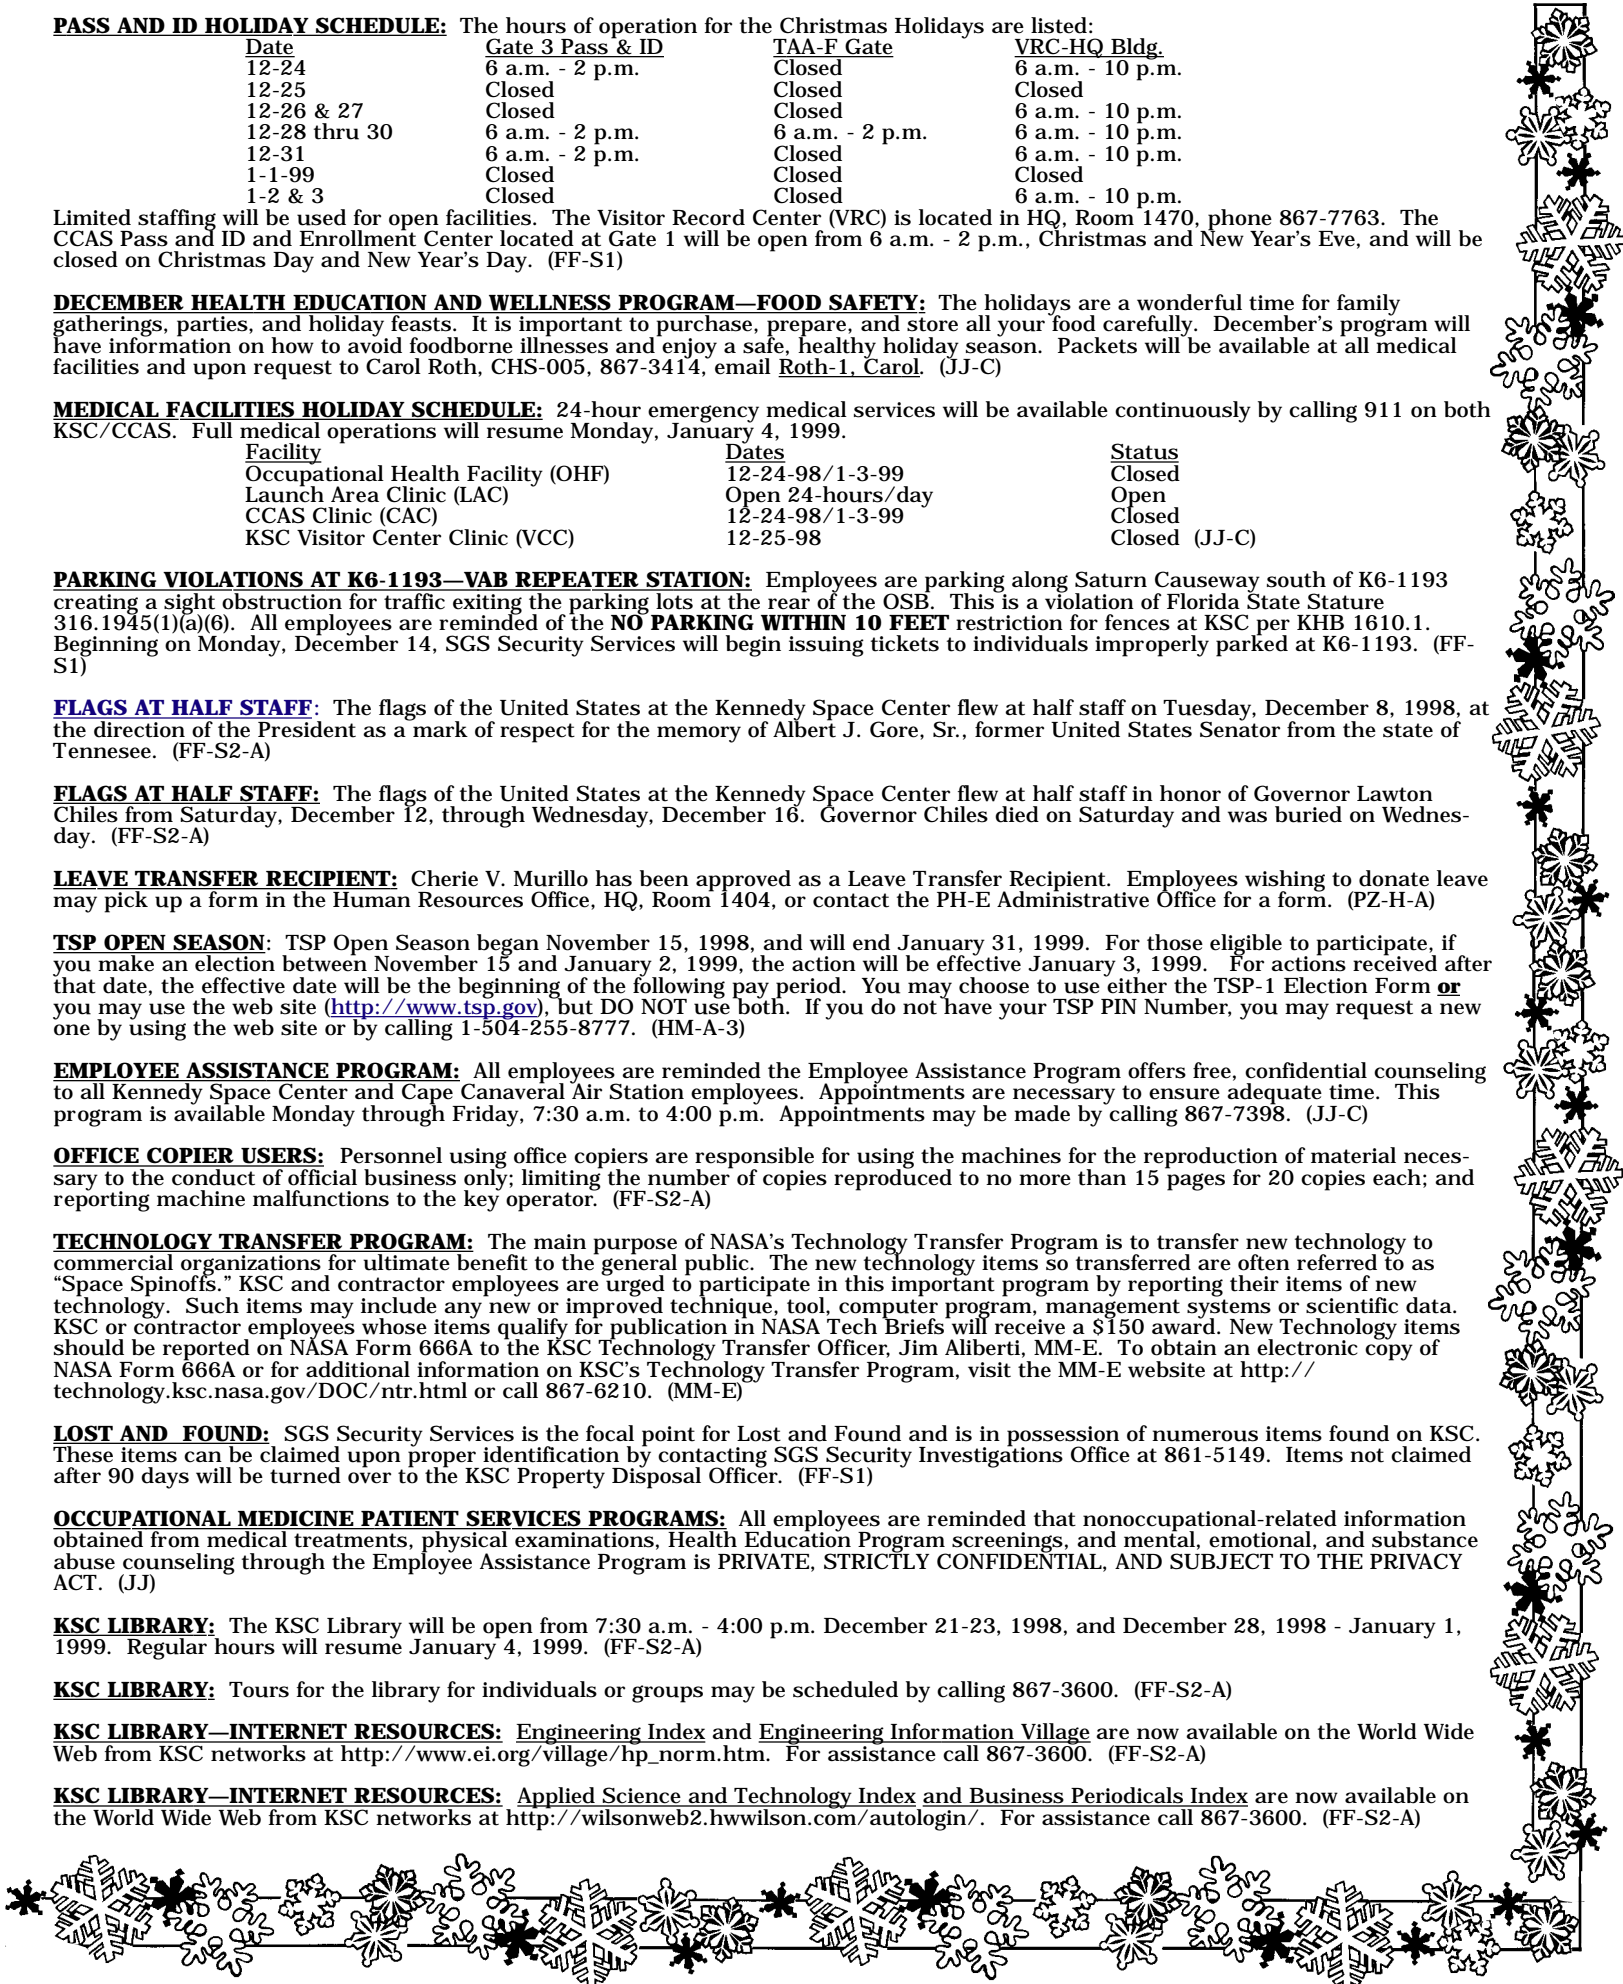 PASS AND ID HOLIDAY SCHEDULE:  The hours of operation for the Christmas Holidays are listed:
Date Gate 3 Pass & ID TAA-F Gate VRC-HQ Bldg.
12-24 6 a.m. - 2 p.m. Closed 6 a.m. - 10 p.m.
12-25 Closed Closed Closed
12-26 & 27 Closed Closed 6 a.m. - 10 p.m.
12-28 thru 30 6 a.m. - 2 p.m. 6 a.m. - 2 p.m. 6 a.m. - 10 p.m.
12-31 6 a.m. - 2 p.m. Closed 6 a.m. - 10 p.m.
1-1-99 Closed Closed Closed
1-2 & 3 Closed Closed 6 a.m. - 10 p.m.
Limited staffing will be used for open facilities.  The Visitor Record Center (VRC) is located in HQ, Room 1470, phone 867-7763.  The
CCAS Pass and ID and Enrollment Center located at Gate 1 will be open from 6 a.m. - 2 p.m., Christmas and New Year's Eve, and will be
closed on Christmas Day and New Year's Day.  (FF-S1)
DECEMBER HEALTH EDUCATION AND WELLNESS PROGRAM—FOOD SAFETY:  The holidays are a wonderful time for family
gatherings, parties, and holiday feasts.  It is important to purchase, prepare, and store all your food carefully.  December's program will
have information on how to avoid foodborne illnesses and enjoy a safe, healthy holiday season.  Packets will be available at all medical
facilities and upon request to Carol Roth, CHS-005, 867-3414, email Roth-1, Carol.  (JJ-C)
MEDICAL FACILITIES HOLIDAY SCHEDULE:  24-hour emergency medical services will be available continuously by calling 911 on both
KSC/CCAS.  Full medical operations will resume Monday, January 4, 1999.
Facility Dates Status
Occupational Health Facility (OHF) 12-24-98/1-3-99 Closed
Launch Area Clinic (LAC) Open 24-hours/day Open
CCAS Clinic (CAC) 12-24-98/1-3-99 Closed
KSC Visitor Center Clinic (VCC) 12-25-98 Closed  (JJ-C)
PARKING VIOLATIONS AT K6-1193—VAB REPEATER STATION:  Employees are parking along Saturn Causeway south of K6-1193
creating a sight obstruction for traffic exiting the parking lots at the rear of the OSB.  This is a violation of Florida State Stature
316.1945(1)(a)(6).  All employees are reminded of the NO PARKING WITHIN 10 FEET restriction for fences at KSC per KHB 1610.1.
Beginning on Monday, December 14, SGS Security Services will begin issuing tickets to individuals improperly parked at K6-1193.  (FF-
S1)
FLAGS AT HALF STAFF:  The flags of the United States at the Kennedy Space Center flew at half staff on Tuesday, December 8, 1998, at
the direction of the President as a mark of respect for the memory of Albert J. Gore, Sr., former United States Senator from the state of
Tennesee.  (FF-S2-A)
FLAGS AT HALF STAFF:  The flags of the United States at the Kennedy Space Center flew at half staff in honor of Governor Lawton
Chiles from Saturday, December 12, through Wednesday, December 16.  Governor Chiles died on Saturday and was buried on Wednes-
day.  (FF-S2-A)
LEAVE TRANSFER RECIPIENT:  Cherie V. Murillo has been approved as a Leave Transfer Recipient.  Employees wishing to donate leave
may pick up a form in the Human Resources Office, HQ, Room 1404, or contact the PH-E Administrative Office for a form.  (PZ-H-A)
TSP OPEN SEASON:  TSP Open Season began November 15, 1998, and will end January 31, 1999.  For those eligible to participate, if
you make an election between November 15 and January 2, 1999, the action will be effective January 3, 1999.   For actions received after
that date, the effective date will be the beginning of the following pay period.  You may choose to use either the TSP-1 Election Form or
you may use the web site (http://www.tsp.gov), but DO NOT use both.  If you do not have your TSP PIN Number, you may request a new
one by using the web site or by calling 1-504-255-8777.  (HM-A-3)
EMPLOYEE ASSISTANCE PROGRAM:  All employees are reminded the Employee Assistance Program offers free, confidential counseling
to all Kennedy Space Center and Cape Canaveral Air Station employees.  Appointments are necessary to ensure adequate time.  This
program is available Monday through Friday, 7:30 a.m. to 4:00 p.m.  Appointments may be made by calling 867-7398.  (JJ-C)
OFFICE COPIER USERS:  Personnel using office copiers are responsible for using the machines for the reproduction of material neces-
sary to the conduct of official business only; limiting the number of copies reproduced to no more than 15 pages for 20 copies each; and
reporting machine malfunctions to the key operator.  (FF-S2-A)
TECHNOLOGY TRANSFER PROGRAM:  The main purpose of NASA's Technology Transfer Program is to transfer new technology to
commercial organizations for ultimate benefit to the general public.  The new technology items so transferred are often referred to as
“Space Spinoffs.” KSC and contractor employees are urged to participate in this important program by reporting their items of new
technology.  Such items may include any new or improved technique, tool, computer program, management systems or scientific data.
KSC or contractor employees whose items qualify for publication in NASA Tech Briefs will receive a $150 award. New Technology items
should be reported on NASA Form 666A to the KSC Technology Transfer Officer, Jim Aliberti, MM-E.  To obtain an electronic copy of
NASA Form 666A or for additional information on KSC's Technology Transfer Program, visit the MM-E website at http://
technology.ksc.nasa.gov/DOC/ntr.html or call 867-6210.  (MM-E)
LOST AND  FOUND:  SGS Security Services is the focal point for Lost and Found and is in possession of numerous items found on KSC.
These items can be claimed upon proper identification by contacting SGS Security Investigations Office at 861-5149.  Items not claimed
after 90 days will be turned over to the KSC Property Disposal Officer.  (FF-S1)
OCCUPATIONAL MEDICINE PATIENT SERVICES PROGRAMS:  All employees are reminded that nonoccupational-related information
obtained from medical treatments, physical examinations, Health Education Program screenings, and mental, emotional, and substance
abuse counseling through the Employee Assistance Program is PRIVATE, STRICTLY CONFIDENTIAL, AND SUBJECT TO THE PRIVACY
ACT.  (JJ)
KSC LIBRARY:  The KSC Library will be open from 7:30 a.m. - 4:00 p.m. December 21-23, 1998, and December 28, 1998 - January 1,
1999.  Regular hours will resume January 4, 1999.  (FF-S2-A)
KSC LIBRARY:  Tours for the library for individuals or groups may be scheduled by calling 867-3600.  (FF-S2-A)
KSC LIBRARY—INTERNET RESOURCES:  Engineering Index and Engineering Information Village are now available on the World Wide
Web from KSC networks at http://www.ei.org/village/hp_norm.htm.  For assistance call 867-3600.  (FF-S2-A)
KSC LIBRARY—INTERNET RESOURCES:  Applied Science and Technology Index and Business Periodicals Index are now available on
the World Wide Web from KSC networks at http://wilsonweb2.hwwilson.com/autologin/.  For assistance call 867-3600.  (FF-S2-A)